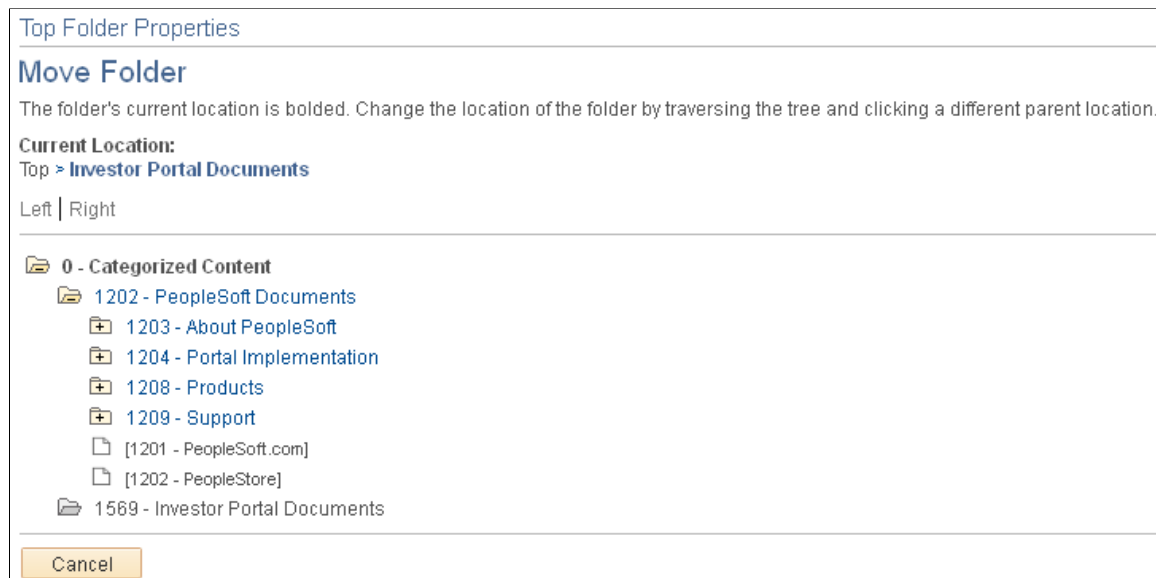 Top Folder Properties
Move Folder
The folder's current location is bolded. Change the location of the folder by traversing the tree and clicking a different parent location.
Current Location:
Top > Investor Portal Documents
Left | Right
0 - Categorized Content
1202 - PeopleSoft Documents
1203 - About PeopleSoft
1204 - Portal Implementation
1208 - Products
1209 - Support
[1201 - PeopleSoft.com]
[1202 - PeopleStore]
1569 - Investor Portal Documents
Cancel